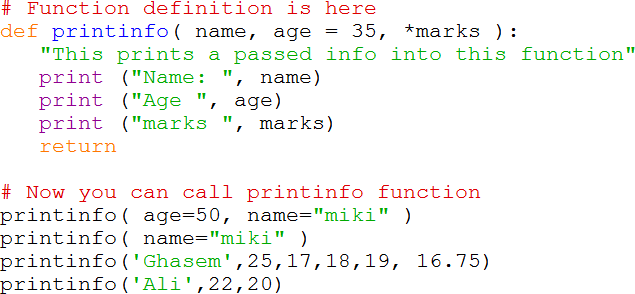 # Function definition is here
def printinfo( name, age = 35, *marks ):
   "This prints a passed info into this function"
   print ("Name: ", name)
   print ("Age ", age)
   print ("marks ", marks)
   return

# Now you can call printinfo function
printinfo( age=50, name="miki" )
printinfo( name="miki" )
printinfo('Ghasem',25,17,18,19, 16.75)
printinfo('Ali',22,20)